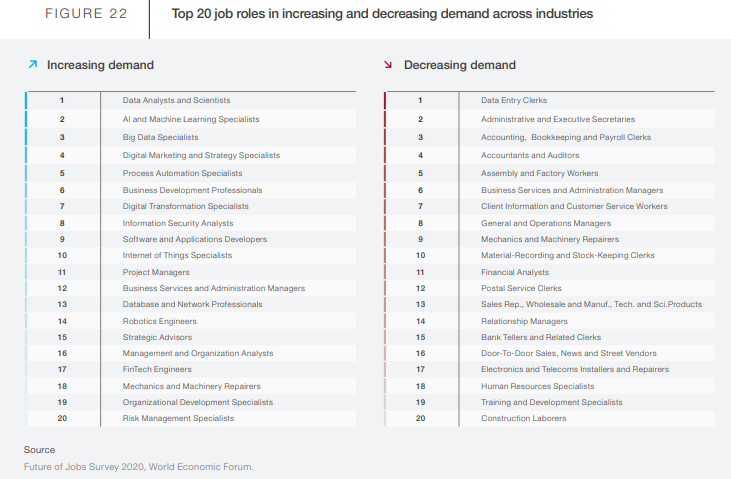 FIGURE 22
Top 20 job roles in increasing and decreasing demand across industries
Increasing demand
1 Data Analysts and Scientists
2 AI and Machine Learning Specialists
3 Big Data Specialists
4 Digital Marketing and Strategy Specialists
5 Process Automation Specialists
6 Business Development Professionals
7 Digital Transformation Specialists
8 Information Security Analysts
9 Software and Applications Developers
10 Internet of Things Specialists
11 Project Managers
12 Business Services and Administration Managers
13 Database and Network Professionals
14 Robotics Engineers
15 Strategic Advisors
16 Management and Organization Analysts
17 FinTech Engineers
18 Mechanics and Machinery Repairers
19 Organizational Development Specialists
20 Risk Management Specialists
Decreasing demand
1 Data Entry Clerks
2 Administrative and Executive Secretaries
3 Accounting, Bookkeeping and Payroll Clerks
4 Accountants and Auditors
5 Assembly and Factory Workers
6 Business Services and Administration Managers
7 Client Information and Customer Service Workers
8 General and Operations Managers
9 Mechanics and Machinery Repairers
10 Material-Recording and Stock-Keeping Clerks
11 Financial Analysts
12 Postal Service Clerks
13 Sales Rep., Wholesale and Manuf., Tech. and Sci.Products
14 Relationship Managers
15 Bank Tellers and Related Clerks
16 Door-To-Door Sales, News and Street Vendors
17 Electronics and Telecoms Installers and Repairers
18 Human Resources Specialists
19 Training and Development Specialists
20 Construction Laborers
Source
Future of Jobs Survey 2020, World Economic Forum.